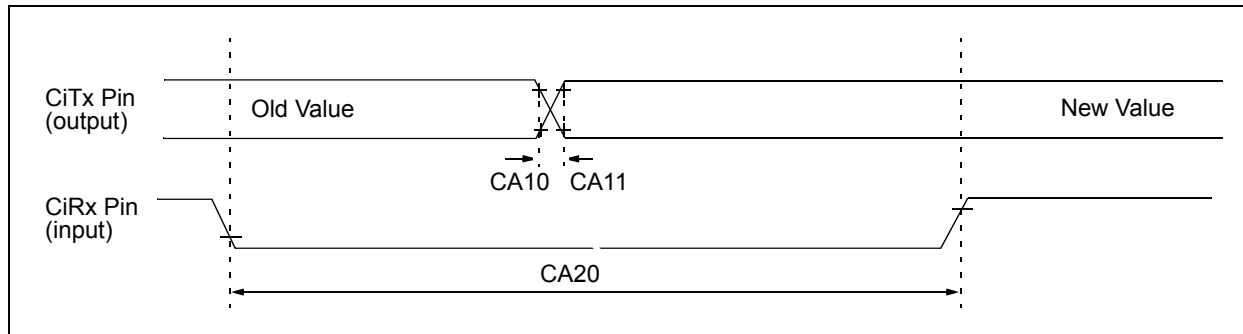 CiTx Pin
(output)
Old Value
New Value
CA10 CA11
CiRx Pin
(input)
CA20